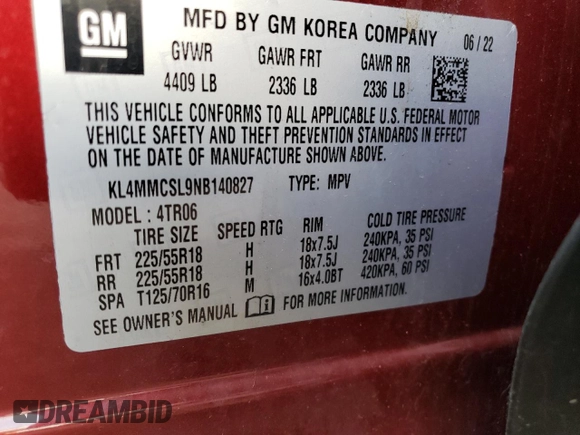 GM
MFD BY GM KOREA COMPANY 06/22
GVWR GAWR FRT GAWR RR
4409 LB 2336 LB 2336 LB
THIS VEHICLE CONFORMS TO ALL APPLICABLE U.S. FEDERAL MOTOR
VEHICLE SAFETY AND THEFT PREVENTION STANDARDS IN EFFECT
ON THE DATE OF MANUFACTURE SHOWN ABOVE.
KL4MMCSL9NB140827 TYPE: MPV
MODEL: 4TR06
TIRE SIZE SPEED RTG RIM COLD TIRE PRESSURE
FRT 225/55R18 H 18x7.5J 240KPA, 35 PSI
RR 225/55R18 H 18x7.5J 240KPA, 35 PSI
SPA T125/70R16 M 16x4.0BT 420KPA, 60 PSI
SEE OWNER'S MANUAL FOR MORE INFORMATION.
DREAMBID